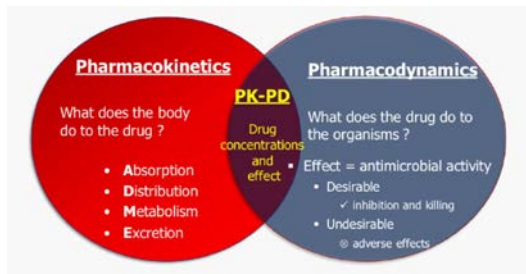 Pharmacokinetics
What does the body
do to the drug ?
• Absorption
• Distribution
• Metabolism
• Excretion
PK-PD
Drug
concentrations
and
effect
Pharmacodynamics
What does the drug do to
the organisms ?
▪ Effect = antimicrobial activity
• Desirable
✓ inhibition and killing
• Undesirable
⊗ adverse effects